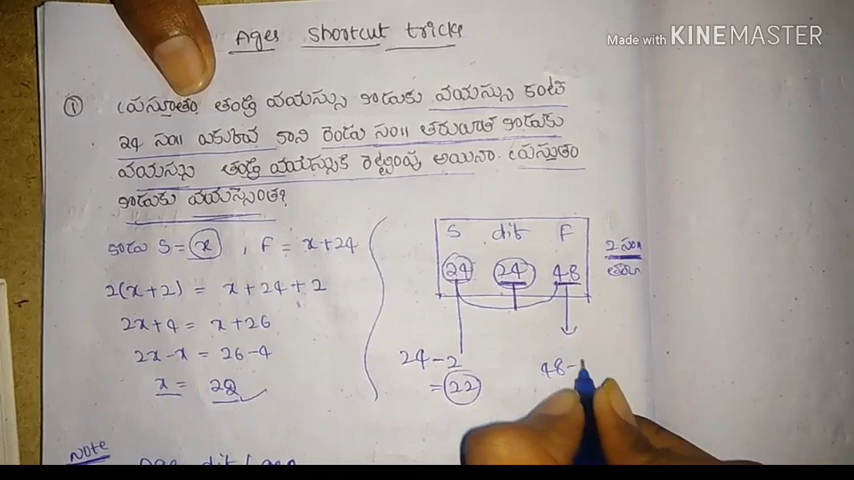 Ages shortcut tricks
Made with KINEMASTER
① ప్రస్తుతం తండ్రి వయస్సు కొడుకు వయస్సు కంటె
24 సం॥ ఎక్కువ కాని రెండు సం॥ తరువాత కొడుకు
వయస్సు తండ్రి వయస్సుకి రెట్టింపు అయినా ప్రస్తుతం
కొడుకు వయస్సెంత?
కొడు S = x , F = x+24
2(x+2) = x+24+2
2x+4 = x+26
2x-x = 26-4
x = 22
S dif F
24 24 48
2 సం॥
తరు
24-2
= 22
48-
Note
Age dif